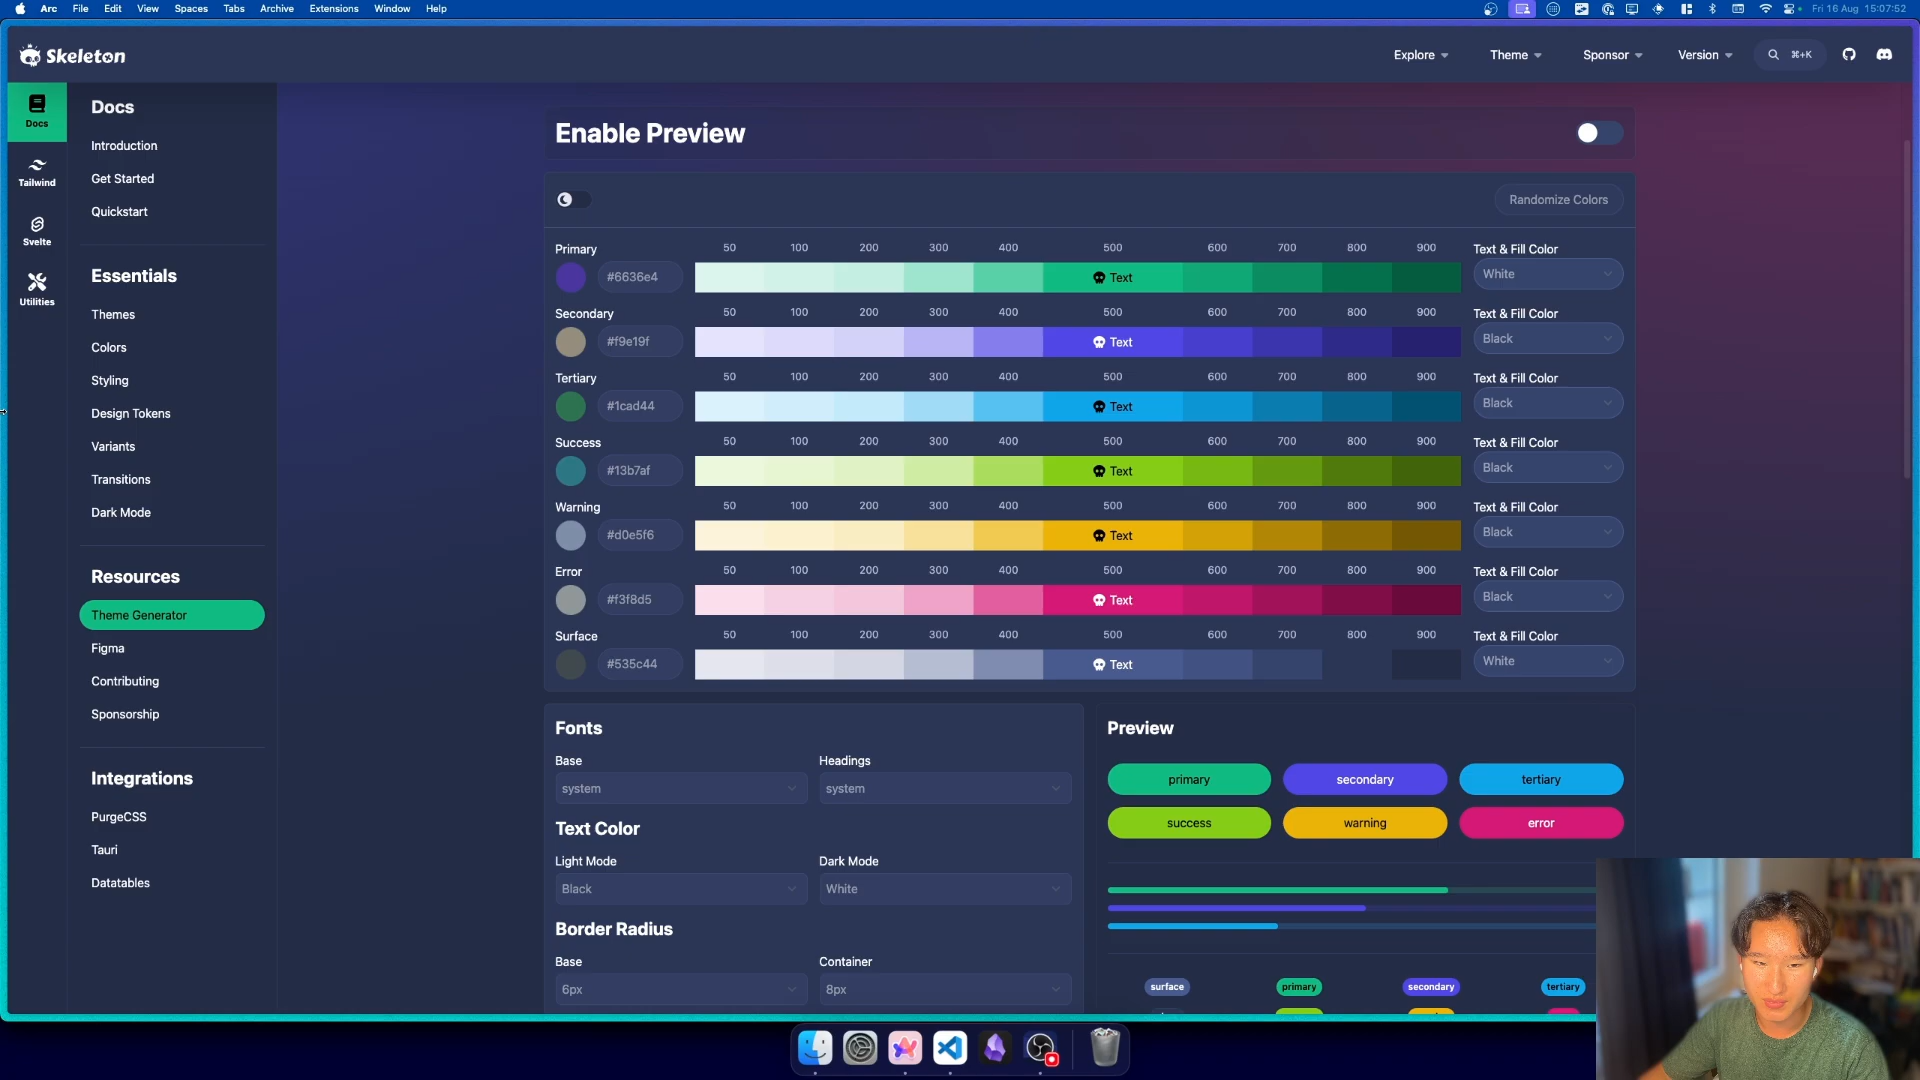 Arc File Edit View Spaces Tabs Archive Extensions Window Help
Fri 16 Aug 15:07:52
Skeleton
Explore
Theme
Sponsor
Version
⌘+K
Docs
Tailwind
Svelte
Utilities
Docs
Introduction
Get Started
Quickstart
Essentials
Themes
Colors
Styling
Design Tokens
Variants
Transitions
Dark Mode
Resources
Theme Generator
Figma
Contributing
Sponsorship
Integrations
PurgeCSS
Tauri
Datatables
Enable Preview
Randomize Colors
Primary 50 100 200 300 400 500 600 700 800 900 Text & Fill Color
#6636e4 Text White
Secondary 50 100 200 300 400 500 600 700 800 900 Text & Fill Color
#f9e19f Text Black
Tertiary 50 100 200 300 400 500 600 700 800 900 Text & Fill Color
#1cad44 Text Black
Success 50 100 200 300 400 500 600 700 800 900 Text & Fill Color
#13b7af Text Black
Warning 50 100 200 300 400 500 600 700 800 900 Text & Fill Color
#d0e5f6 Text Black
Error 50 100 200 300 400 500 600 700 800 900 Text & Fill Color
#f3f8d5 Text Black
Surface 50 100 200 300 400 500 600 700 800 900 Text & Fill Color
#535c44 Text White
Fonts
Base Headings
system system
Text Color
Light Mode Dark Mode
Black White
Border Radius
Base Container
6px 8px
Preview
primary secondary tertiary
success warning error
surface primary secondary tertiary